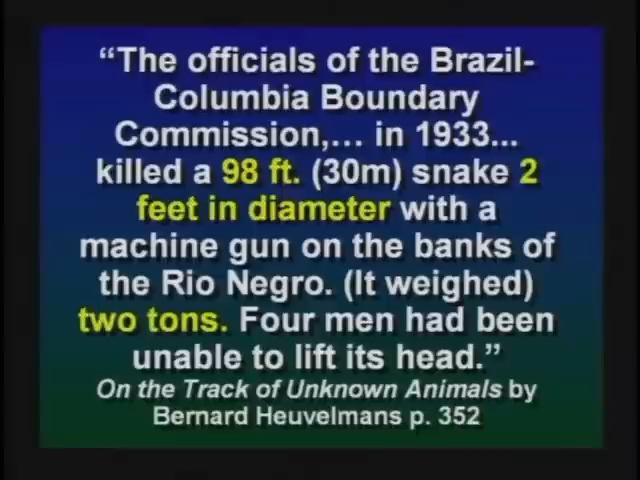 “The officials of the Brazil-
Columbia Boundary
Commission,... in 1933...
killed a 98 ft. (30m) snake 2
feet in diameter with a
machine gun on the banks of
the Rio Negro. (It weighed)
two tons. Four men had been
unable to lift its head.”
On the Track of Unknown Animals by
Bernard Heuvelmans p. 352